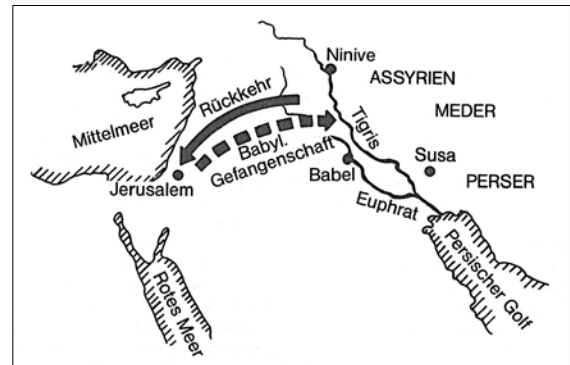 Ninive
ASSYRIEN
Rückkehr
MEDER
Mittelmeer
Tigris
Babyl.
Gefangenschaft
Susa
Jerusalem
Babel
PERSER
Euphrat
Persischer Golf
Rotes Meer